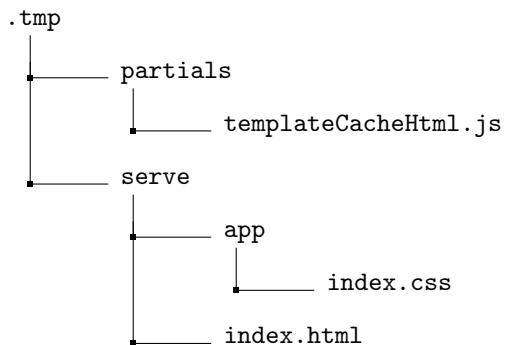 .tmp
partials
templateCacheHtml.js
serve
app
index.css
index.html